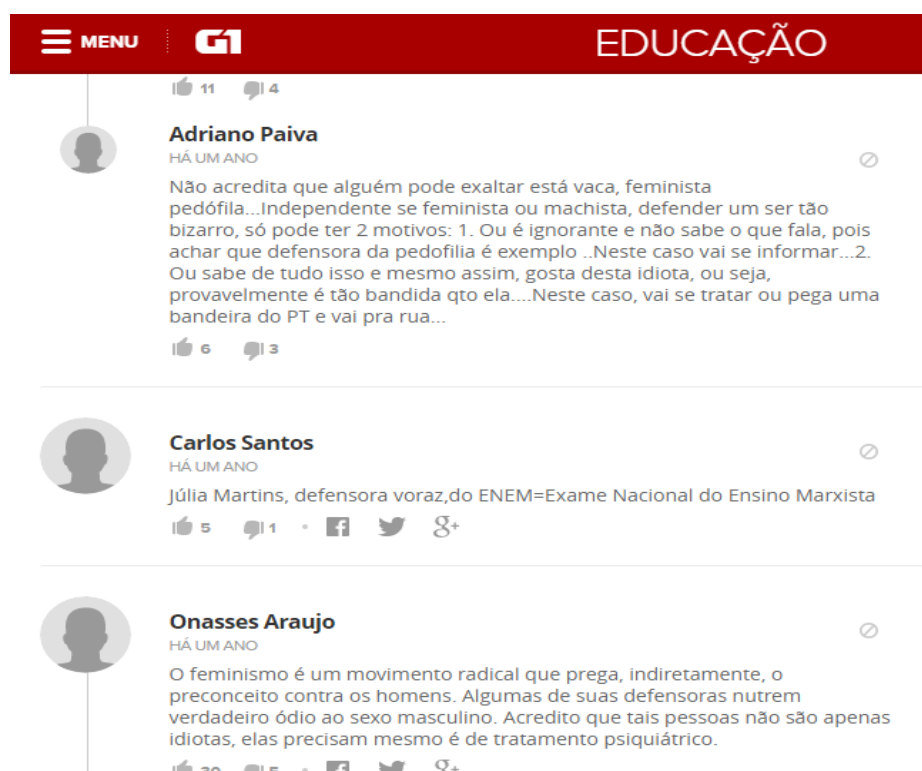 MENU G1 EDUCAÇÃO
11 4
Adriano Paiva
HÁ UM ANO
Não acredita que alguém pode exaltar está vaca, feminista
pedófila...Independente se feminista ou machista, defender um ser tão
bizarro, só pode ter 2 motivos: 1. Ou é ignorante e não sabe o que fala, pois
achar que defensora da pedofilia é exemplo ..Neste caso vai se informar...2.
Ou sabe de tudo isso e mesmo assim, gosta desta idiota, ou seja,
provavelmente é tão bandida qto ela....Neste caso, vai se tratar ou pega uma
bandeira do PT e vai pra rua...
6 3
Carlos Santos
HÁ UM ANO
Júlia Martins, defensora voraz,do ENEM=Exame Nacional do Ensino Marxista
5 1 f g+
Onasses Araujo
HÁ UM ANO
O feminismo é um movimento radical que prega, indiretamente, o
preconceito contra os homens. Algumas de suas defensoras nutrem
verdadeiro ódio ao sexo masculino. Acredito que tais pessoas não são apenas
idiotas, elas precisam mesmo é de tratamento psiquiátrico.